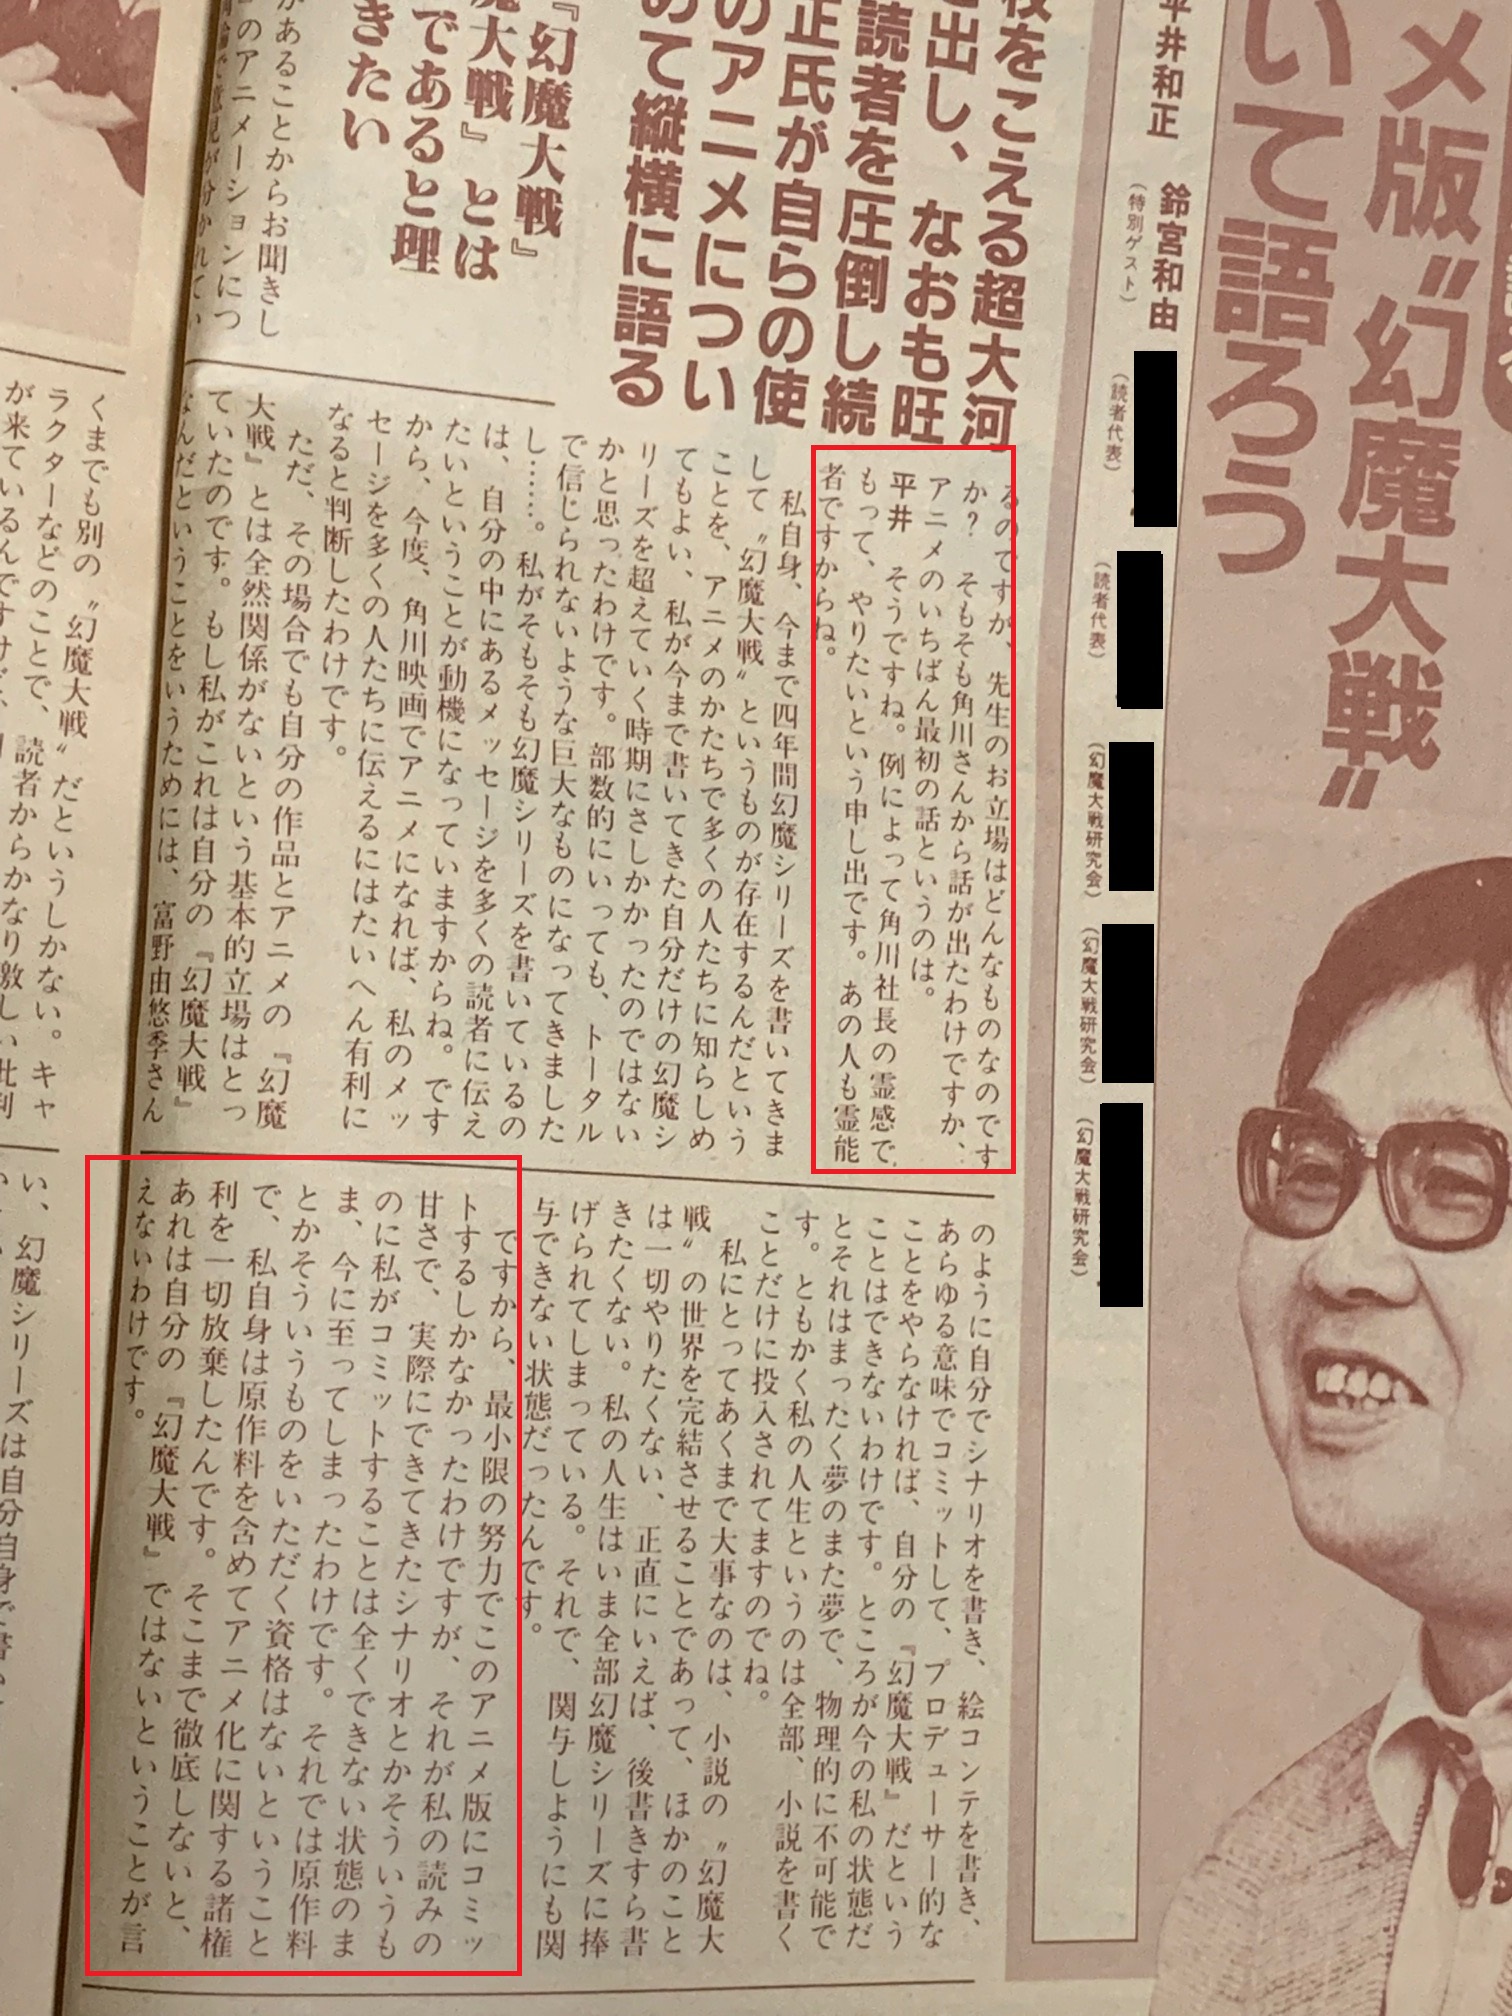 メ版〝幻魔大戦〟
いて語ろう
平井和正
鈴宮和由
(特別ゲスト)
(読者代表)
(読者代表)
(幻魔大戦研究会)
(幻魔大戦研究会)
(幻魔大戦研究会)
をこえる超大河
出し、なおも旺
読者を圧倒し続
正氏が自らの使
のアニメについ
めて縦横に語る
『幻魔大戦』
大戦』とは
であると理
きたい
があることからお聞きし
のアニメーションにつ
るのですが、先生のお立場はどんなものなのです
か? そもそも角川さんから話が出たわけですか、
アニメのいちばん最初の話というのは。
平井 そうですね。例によって角川社長の霊感で
もって、やりたいという申し出です。あの人も霊能
者ですからね。
私自身、今まで四年間幻魔シリーズを書いてきま
して〝幻魔大戦〟というものが存在するんだという
ことを、アニメのかたちで多くの人たちに知らしめ
てもよい、私が今まで書いてきた自分だけの幻魔シ
リーズを超えていく時期にさしかかったのではない
かと思ったわけです。部数的にいっても、トータル
で信じられないような巨大なものになってきました
し……。私がそもそも幻魔シリーズを書いているの
は、自分の中にあるメッセージを多くの読者に伝え
たいということが動機になっていますからね。です
から、今度、角川映画でアニメになれば、私のメッ
セージを多くの人たちに伝えるにはたいへん有利に
なると判断したわけです。
ただ、その場合でも自分の作品とアニメの『幻魔
大戦』とは全然関係がないという基本的立場はとっ
ていたのです。もし私がこれは自分の『幻魔大戦』
なんだということをいうためには、富野由悠季さん
のように自分でシナリオを書き、絵コンテを書き、
あらゆる意味でコミットして、プロデューサー的な
ことをやらなければ、自分の『幻魔大戦』だという
ことはできないわけです。ところが今の私の状態だ
とそれはまったく夢のまた夢で、物理的に不可能で
す。ともかく私の人生というのは全部、小説を書く
ことだけに投入されてますのでね。
私にとってあくまで大事なのは、小説の〝幻魔大
戦〟の世界を完結させることであって、ほかのこと
は一切やりたくない、正直にいえば、後書きすら書
きたくない。私の人生はいま全部幻魔シリーズに捧
げられてしまっている。それで、関与しようにも関
与できない状態だったんです。
ですから、最小限の努力でこのアニメ版にコミッ
トするしかなかったわけですが、それが私の読みの
甘さで、実際にできてきたシナリオとかそういうも
のに私がコミットすることは全くできない状態のま
ま、今に至ってしまったわけです。それでは原作料
とかそういうものをいただく資格はないということ
で、私自身は原作料を含めてアニメ化に関する諸権
利を一切放棄したんです。そこまで徹底しないと、
あれは自分の『幻魔大戦』ではないということが言
えないわけです。
くまでも別の〝幻魔大戦〟だというしかない。キャ
ラクターなどのことで、読者からかなり激しい批判
が来ているんですけど、
い、幻魔シリーズは自分自身で書い